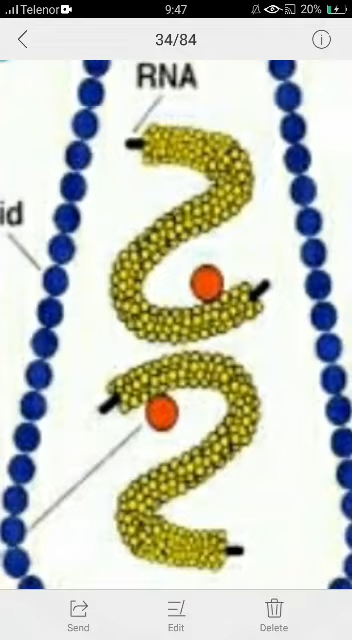 Telenor
9:47
20%
34/84
RNA
id
Send
Edit
Delete